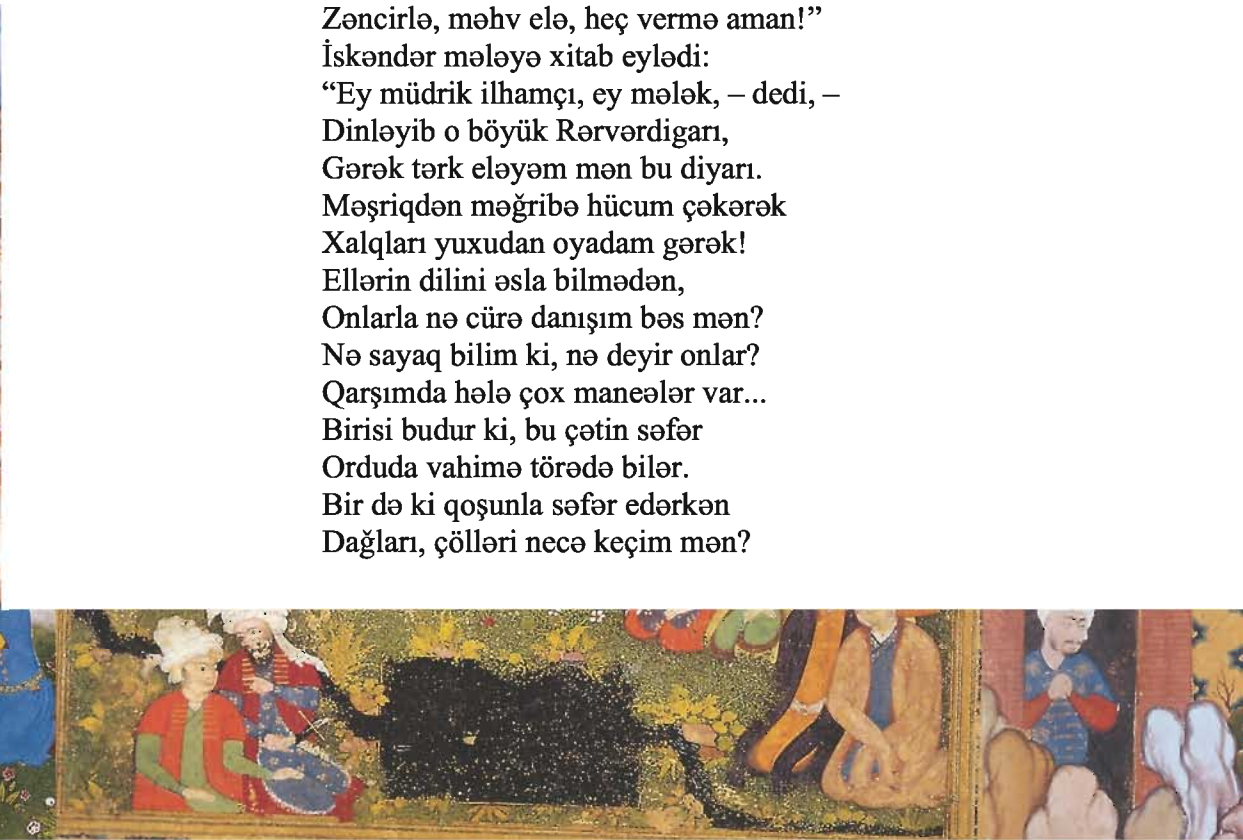 Zəncirlə, məhv elə, heç vermə aman!”
İskəndər mələyə xitab eylədi:
“Ey müdrik ilhamçı, ey mələk, – dedi, –
Dinləyib o böyük Rərvərdigarı,
Gərək tərk eləyəm mən bu diyarı.
Məşriqdən məğribə hücum çəkərək
Xalqları yuxudan oyadam gərək!
Ellərin dilini əsla bilmədən,
Onlarla nə cürə danışım bəs mən?
Nə sayaq bilim ki, nə deyir onlar?
Qarşımda hələ çox maneələr var...
Birisi budur ki, bu çətin səfər
Orduda vahimə törədə bilər.
Bir də ki qoşunla səfər edərkən
Dağları, çölləri necə keçim mən?